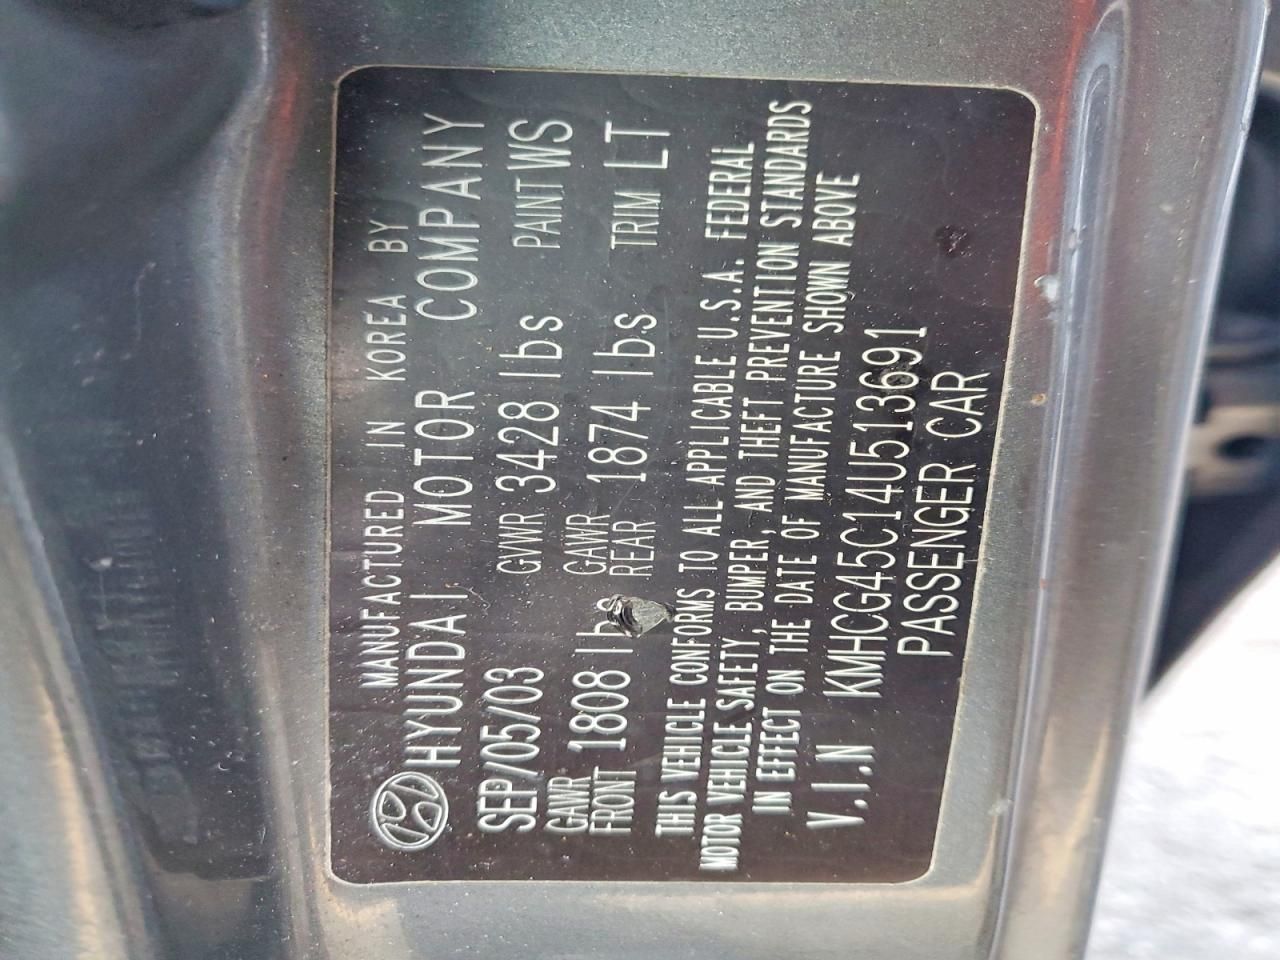 MANUFACTURED IN KOREA BY
HYUNDAI MOTOR COMPANY
SEP/05/03 GVWR 3428 lbs PAINT WS
GAWR FRONT 1808 lbs GAWR REAR 1874 lbs TRIM LT
THIS VEHICLE CONFORMS TO ALL APPLICABLE U.S.A. FEDERAL
MOTOR VEHICLE SAFETY, BUMPER, AND THEFT PREVENTION STANDARDS
IN EFFECT ON THE DATE OF MANUFACTURE SHOWN ABOVE
V.I.N KMHCG45C14U513691
PASSENGER CAR